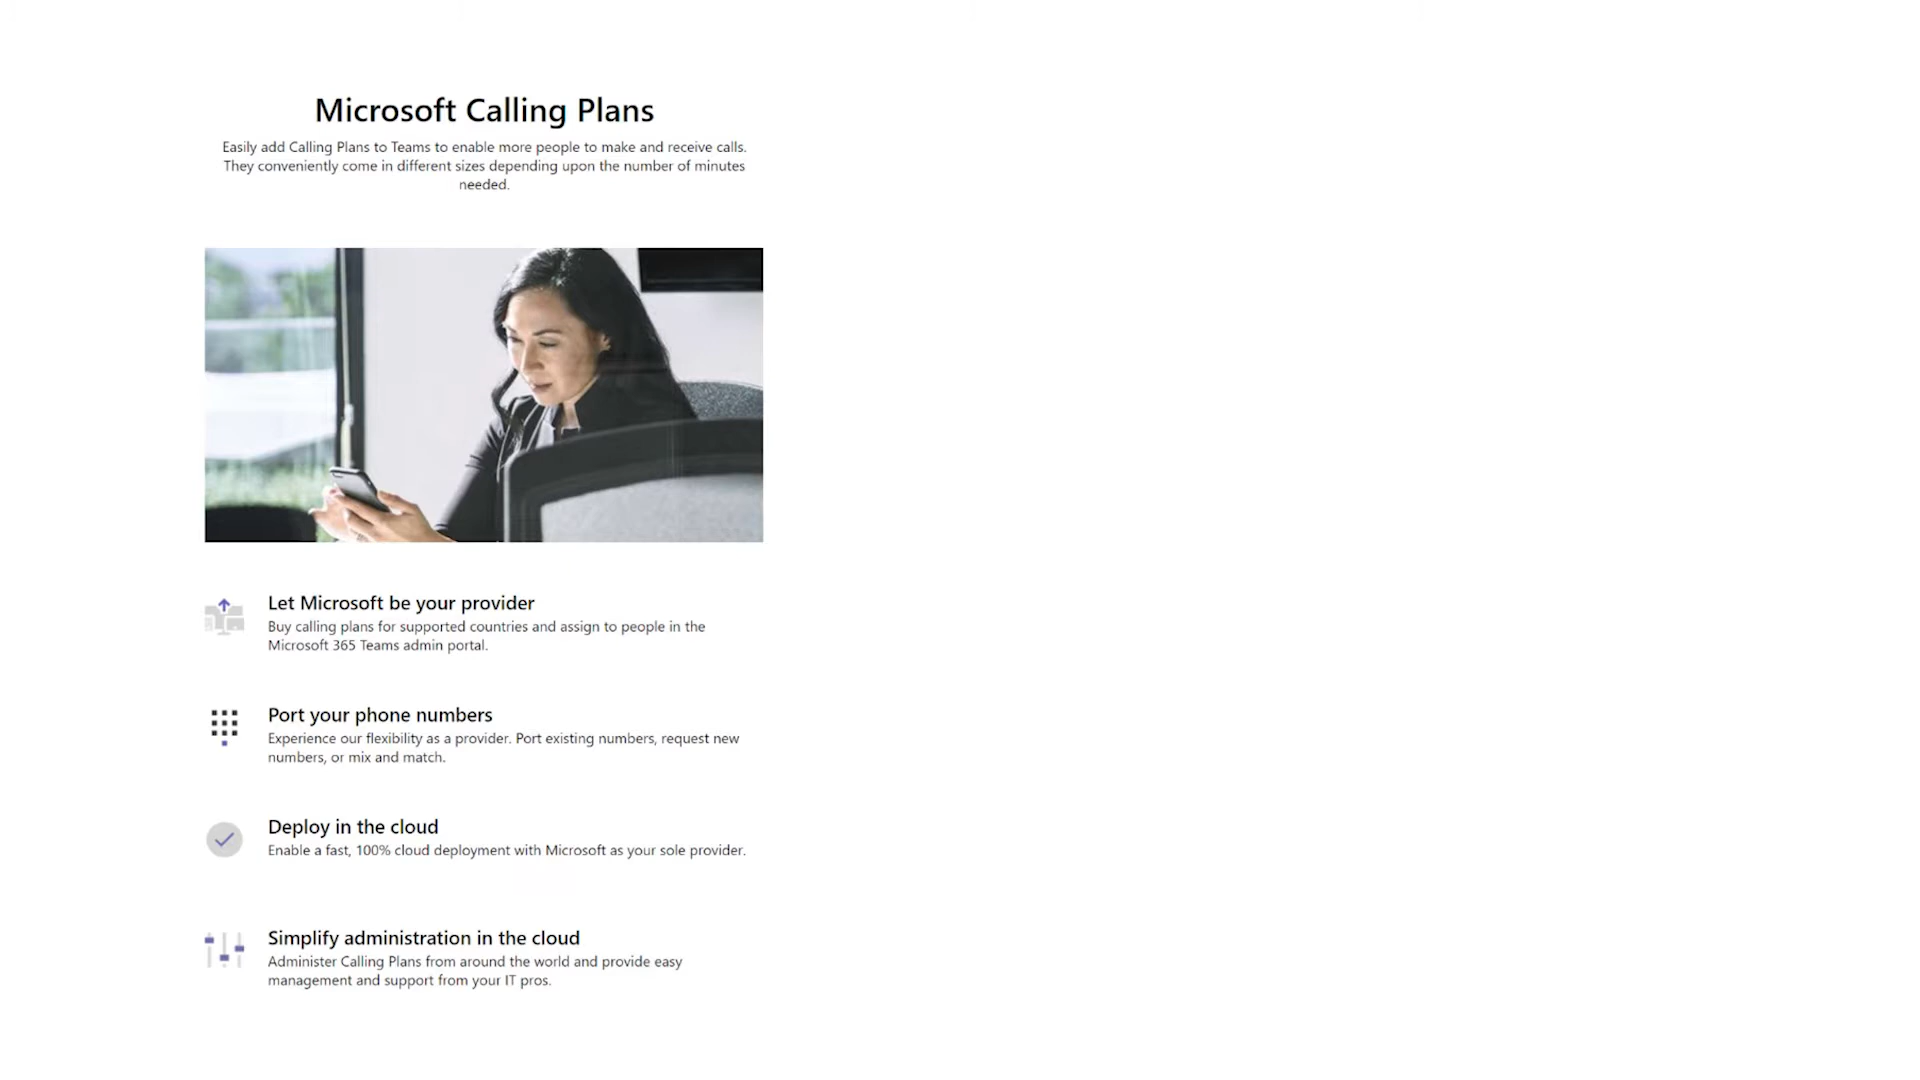 Microsoft Calling Plans
Easily add Calling Plans to Teams to enable more people to make and receive calls.
They conveniently come in different sizes depending upon the number of minutes
needed.
Let Microsoft be your provider
Buy calling plans for supported countries and assign to people in the
Microsoft 365 Teams admin portal.
Port your phone numbers
Experience our flexibility as a provider. Port existing numbers, request new
numbers, or mix and match.
Deploy in the cloud
Enable a fast, 100% cloud deployment with Microsoft as your sole provider.
Simplify administration in the cloud
Administer Calling Plans from around the world and provide easy
management and support from your IT pros.